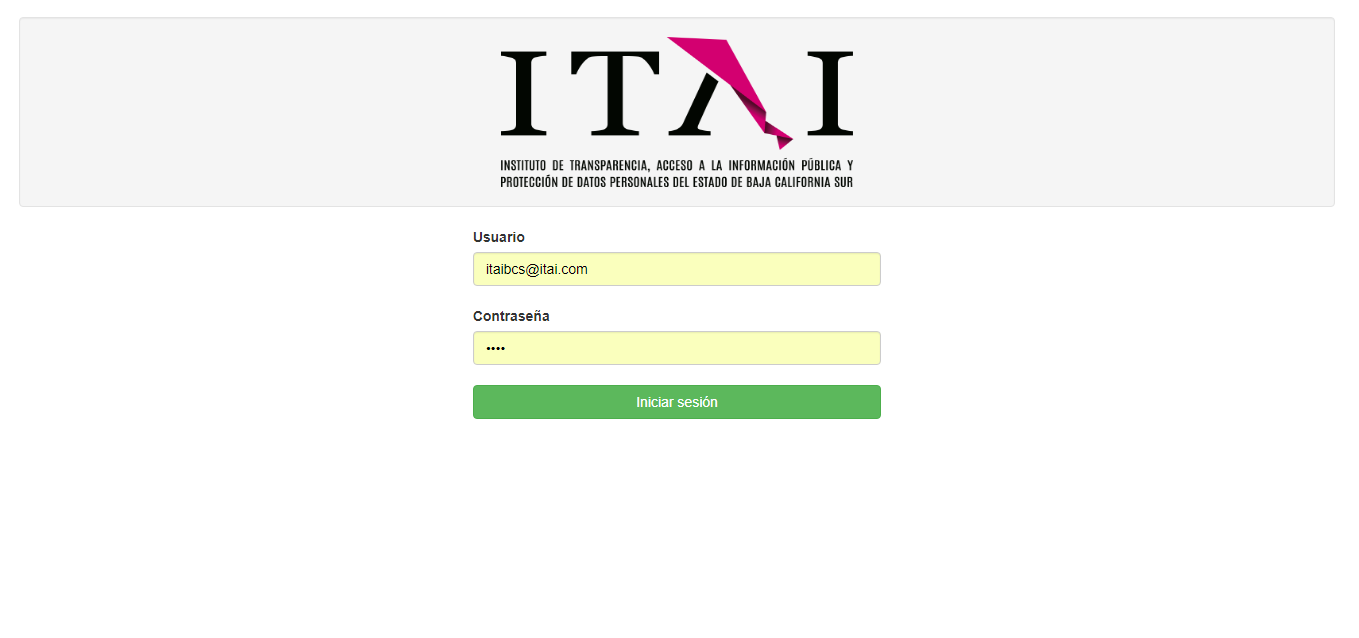 ITAI
INSTITUTO DE TRANSPARENCIA, ACCESO A LA INFORMACIÓN PÚBLICA Y
PROTECCIÓN DE DATOS PERSONALES DEL ESTADO DE BAJA CALIFORNIA SUR
Usuario
itaibcs@itai.com
Contraseña
••••
Iniciar sesión